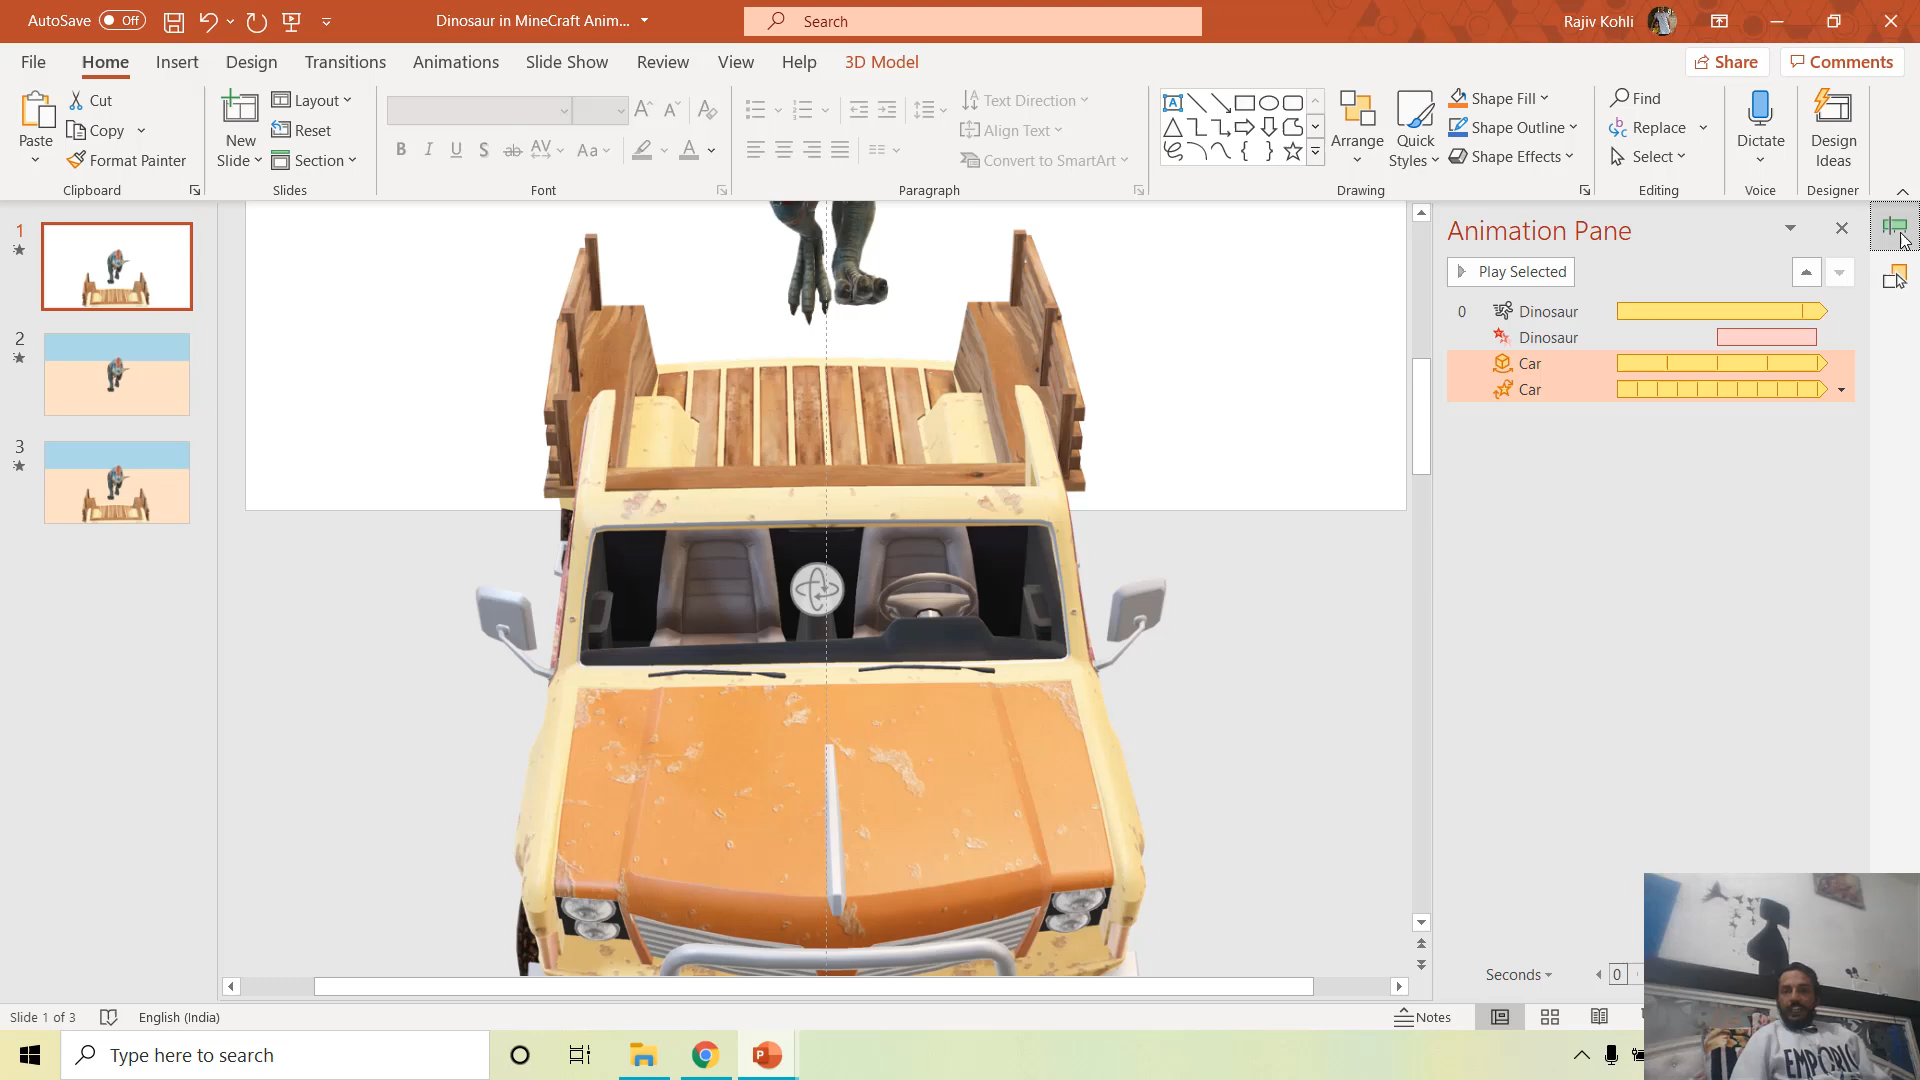 AutoSave Off
Dinosaur in MineCraft Anim...
Search
Rajiv Kohli
File Home Insert Design Transitions Animations Slide Show Review View Help 3D Model
Share Comments
Paste
Cut
Copy
Format Painter
Clipboard
New Slide
Layout
Reset
Section
Slides
B I U S ab AV Aa A
Font
Text Direction
Align Text
Convert to SmartArt
Paragraph
Arrange
Quick Styles
Shape Fill
Shape Outline
Shape Effects
Drawing
Find
Replace
Select
Editing
Dictate
Voice
Design Ideas
Designer
1
2
3
Animation Pane
Play Selected
0 Dinosaur
Dinosaur
Car
Car
Seconds 0
Slide 1 of 3 English (India)
Notes
Type here to search
EMPORIO